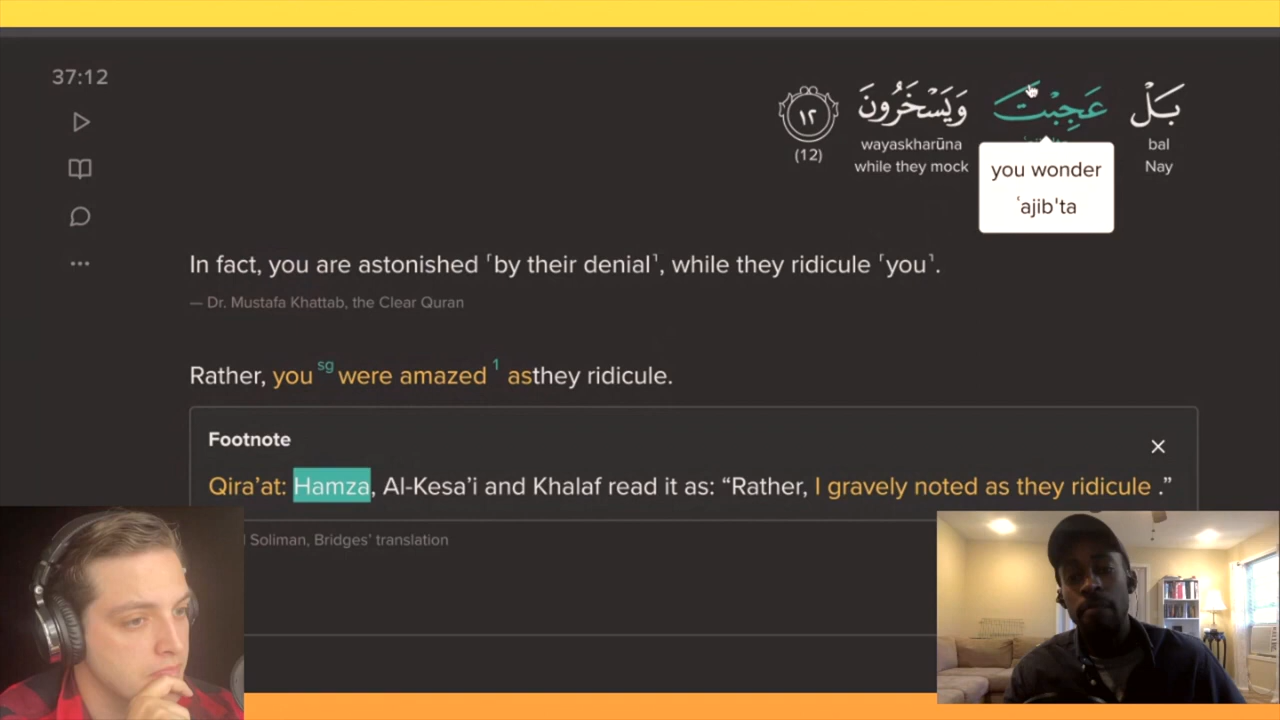 37:12
بَلْ عَجِبْتَ وَيَسْخَرُونَ ١٢
bal wayaskharūna (12)
Nay while they mock
you wonder
ʿajib'ta
In fact, you are astonished ˹by their denial˺, while they ridicule ˹you˺.
— Dr. Mustafa Khattab, the Clear Quran
Rather, you sg were amazed 1 asthey ridicule.
Footnote
Qira’at: Hamza, Al-Kesa’i and Khalaf read it as: “Rather, I gravely noted as they ridicule .”
Soliman, Bridges’ translation